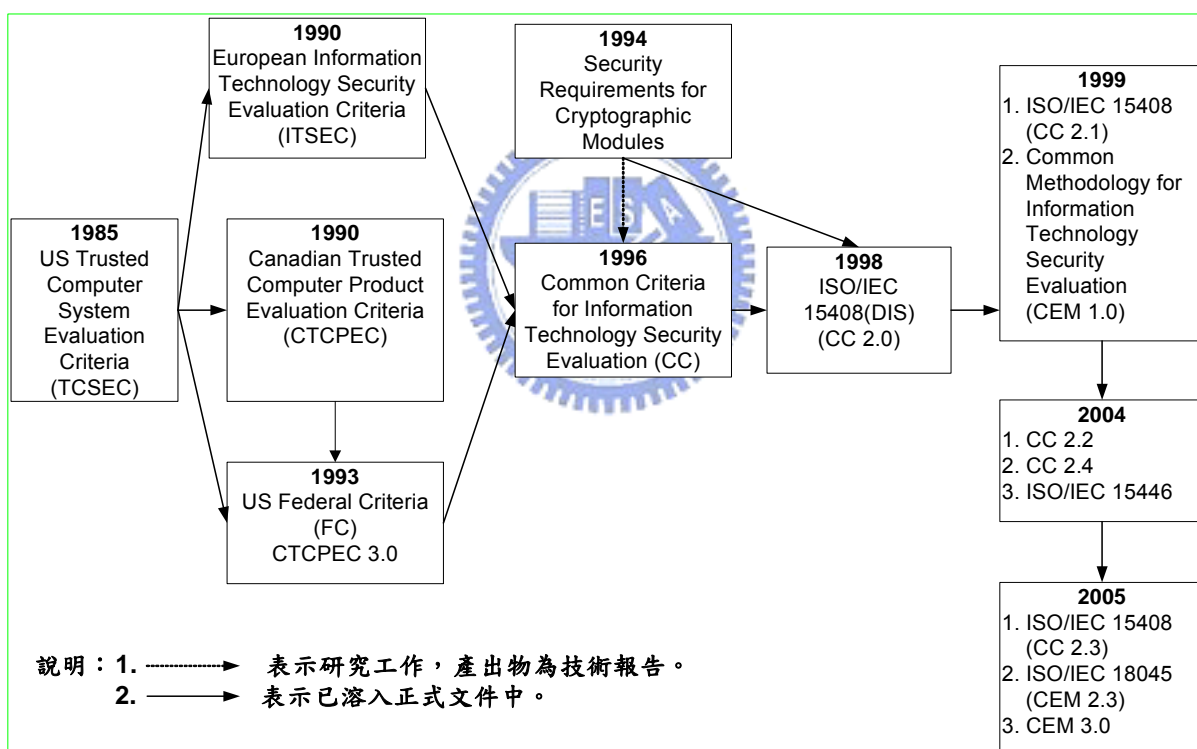 1985
US Trusted
Computer
System
Evaluation
Criteria
(TCSEC)
1990
European Information
Technology Security
Evaluation Criteria
(ITSEC)
1990
Canadian Trusted
Computer Product
Evaluation Criteria
(CTCPEC)
1993
US Federal Criteria
(FC)
CTCPEC 3.0
1994
Security
Requirements for
Cryptographic
Modules
1996
Common Criteria
for Information
Technology Security
Evaluation (CC)
1998
ISO/IEC
15408(DIS)
(CC 2.0)
1999
1. ISO/IEC 15408
(CC 2.1)
2. Common
Methodology for
Information
Technology
Security
Evaluation
(CEM 1.0)
2004
1. CC 2.2
2. CC 2.4
3. ISO/IEC 15446
2005
1. ISO/IEC 15408
(CC 2.3)
2. ISO/IEC 18045
(CEM 2.3)
3. CEM 3.0
ESA
說明：1. 表示研究工作，產出物為技術報告。
2. 表示已溶入正式文件中。